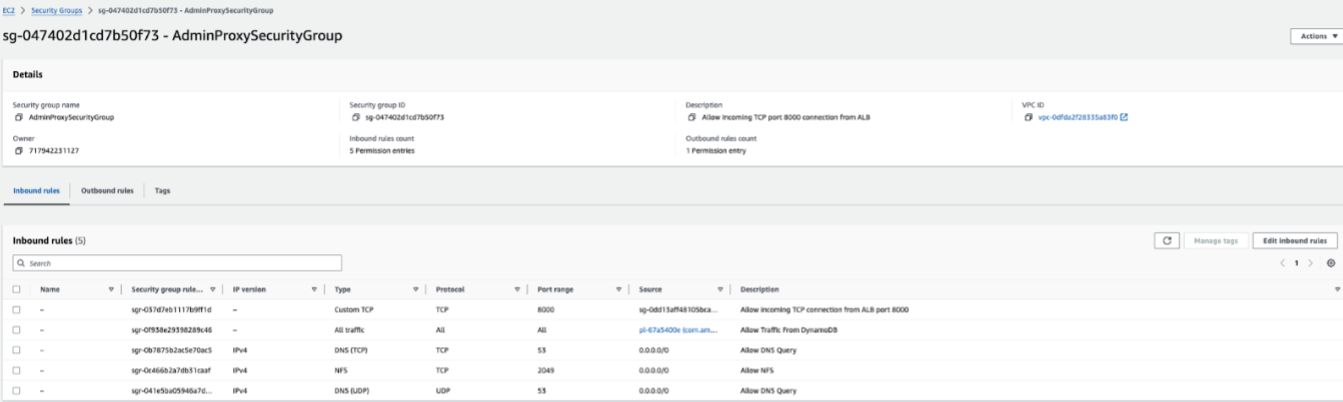 EC2 > Security Groups > sg-047402d1cd7b50f73 - AdminProxySecurityGroup
sg-047402d1cd7b50f73 - AdminProxySecurityGroup
Actions
Details
Security group name
AdminProxySecurityGroup
Security group ID
sg-047402d1cd7b50f73
Description
Allow incoming TCP port 8000 connection from ALB
VPC ID
vpc-0dfda2f28335a83f0
Owner
717942231127
Inbound rules count
5 Permission entries
Outbound rules count
1 Permission entry
Inbound rules Outbound rules Tags
Inbound rules (5)
Manage tags Edit inbound rules
Search
1
Name Security group rule... IP version Type Protocol Port range Source Description
– sgr-037d7eb1117b9ff1d – Custom TCP TCP 8000 sg-0dd13aff48105bca... Allow incoming TCP connection from ALB port 8000
– sgr-0f938e29398289c46 – All traffic All All pl-67a5400e (com.am... Allow Traffic From DynamoDB
– sgr-0b7875b2ac5e70ac5 IPv4 DNS (TCP) TCP 53 0.0.0.0/0 Allow DNS Query
– sgr-0c466b2a7db31caaf IPv4 NFS TCP 2049 0.0.0.0/0 Allow NFS
– sgr-041e5ba05946a7d... IPv4 DNS (UDP) UDP 53 0.0.0.0/0 Allow DNS Query